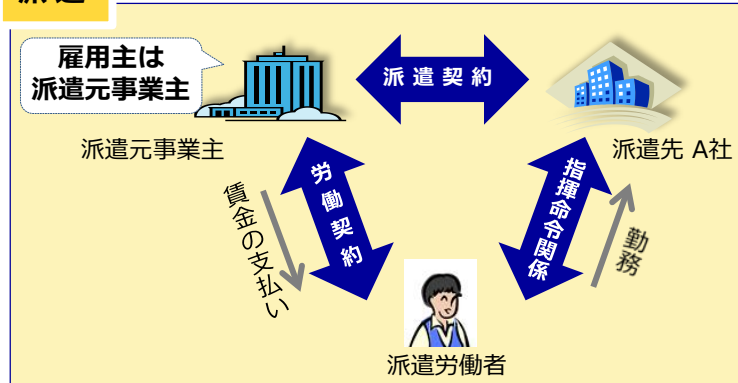 派遣
雇用主は
派遣元事業主
派遣契約
派遣元事業主
派遣先 A社
労働契約
賃金の支払い
指揮命令関係
勤務
派遣労働者